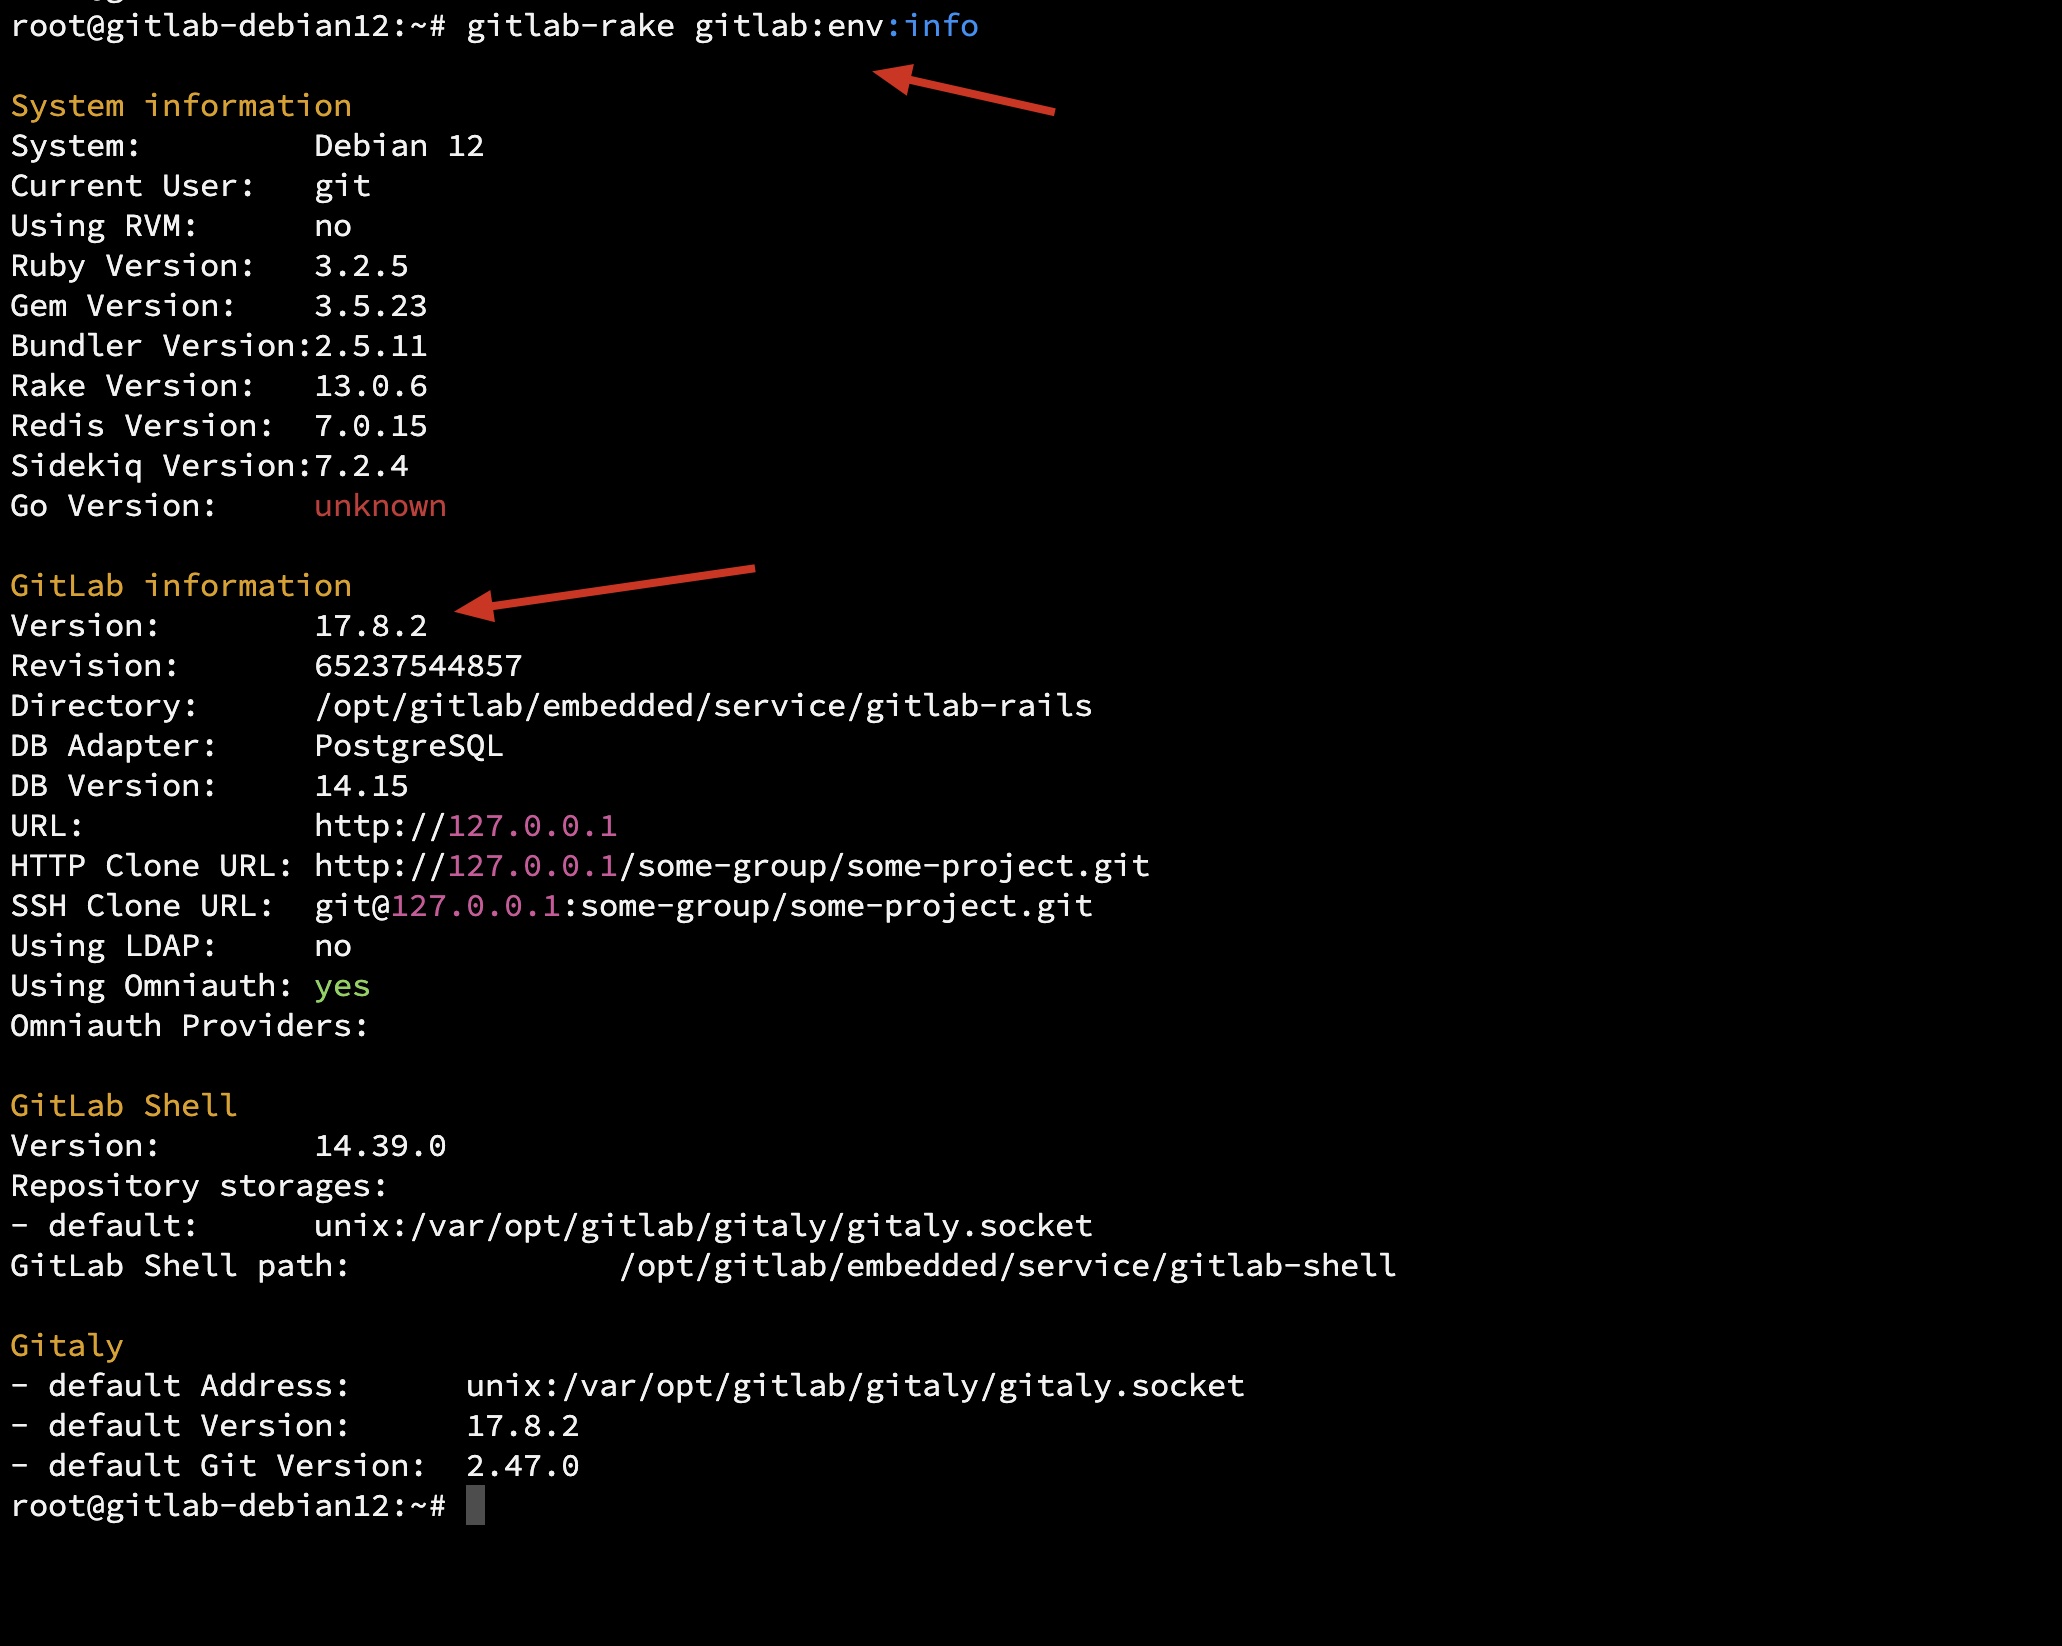 root@gitlab-debian12:~# gitlab-rake gitlab:env:info
System information
System: Debian 12
Current User: git
Using RVM: no
Ruby Version: 3.2.5
Gem Version: 3.5.23
Bundler Version:2.5.11
Rake Version: 13.0.6
Redis Version: 7.0.15
Sidekiq Version:7.2.4
Go Version: unknown
GitLab information
Version: 17.8.2
Revision: 65237544857
Directory: /opt/gitlab/embedded/service/gitlab-rails
DB Adapter: PostgreSQL
DB Version: 14.15
URL: http://127.0.0.1
HTTP Clone URL: http://127.0.0.1/some-group/some-project.git
SSH Clone URL: git@127.0.0.1:some-group/some-project.git
Using LDAP: no
Using Omniauth: yes
Omniauth Providers:
GitLab Shell
Version: 14.39.0
Repository storages:
- default: unix:/var/opt/gitlab/gitaly/gitaly.socket
GitLab Shell path: /opt/gitlab/embedded/service/gitlab-shell
Gitaly
- default Address: unix:/var/opt/gitlab/gitaly/gitaly.socket
- default Version: 17.8.2
- default Git Version: 2.47.0
root@gitlab-debian12:~#